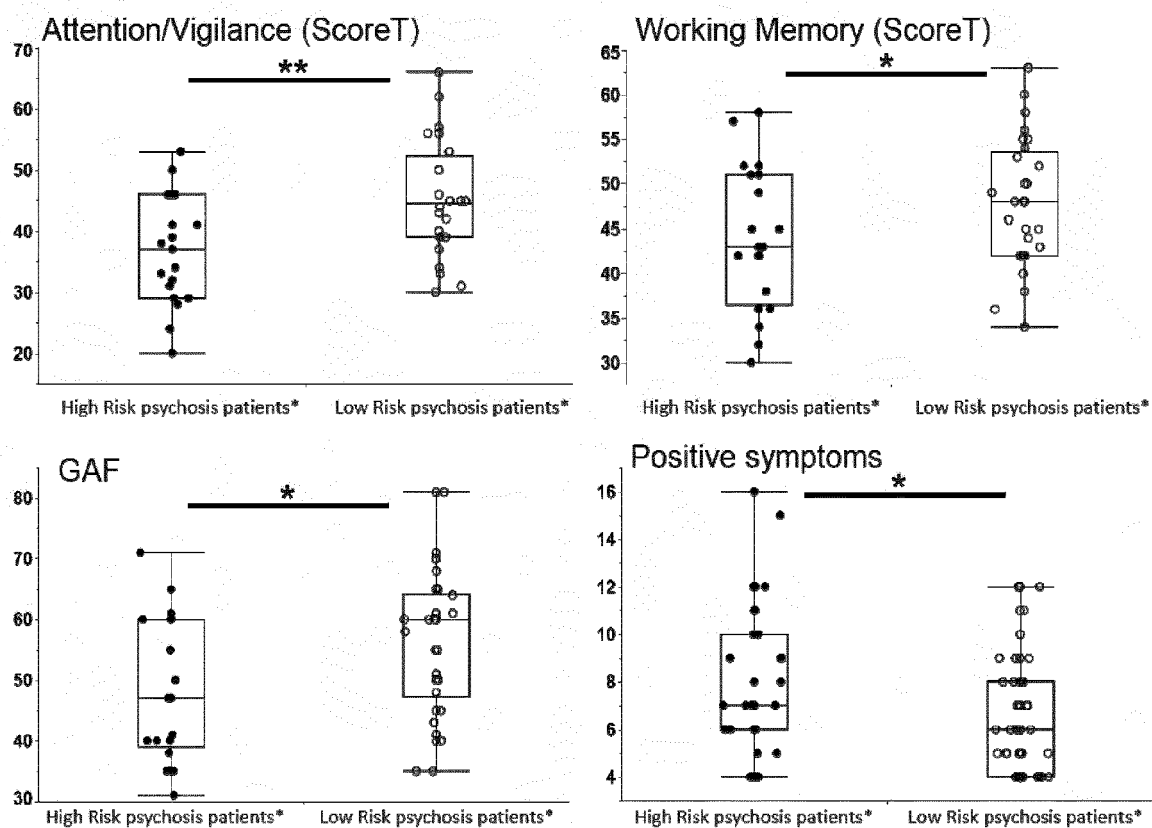 Attention/Vigilance (ScoreT)
**
70
60
50
40
30
20
High Risk psychosis patients*
Low Risk psychosis patients*
Working Memory (ScoreT)
*
65
60
55
50
45
40
35
30
High Risk psychosis patients*
Low Risk psychosis patients*
GAF
*
80
70
60
50
40
30
High Risk psychosis patients*
Low Risk psychosis patients*
Positive symptoms
*
16
14
12
10
8
6
4
High Risk psychosis patients*
Low Risk psychosis patients*